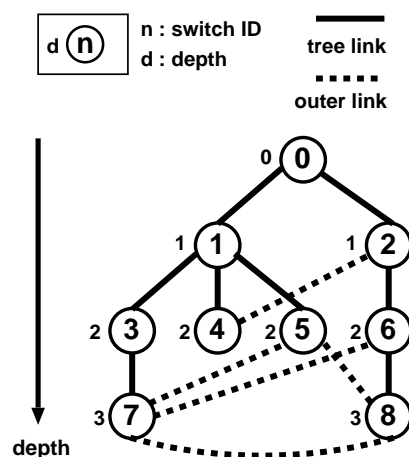 d n n : switch ID
d : depth
tree link
outer link
0 0
1 1 1 2
2 3 2 4 2 5 2 6
3 7 3 8
depth